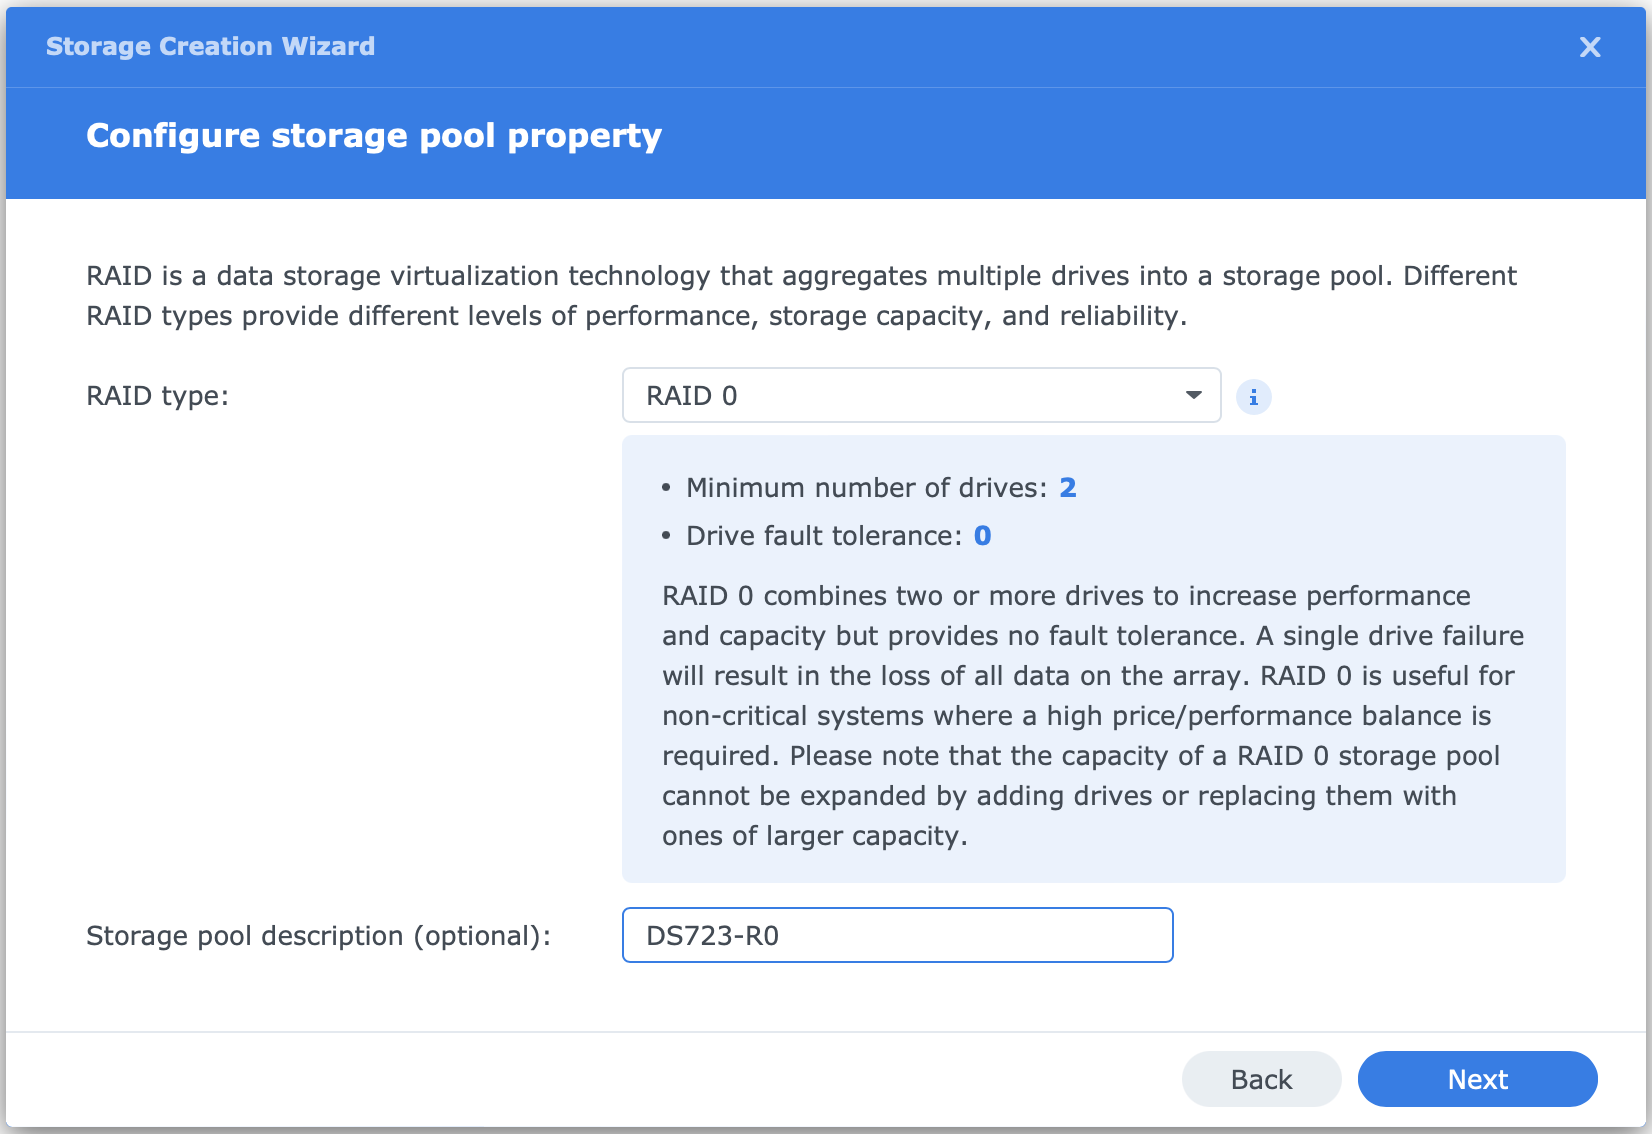 Storage Creation Wizard
Configure storage pool property
RAID is a data storage virtualization technology that aggregates multiple drives into a storage pool. Different
RAID types provide different levels of performance, storage capacity, and reliability.
RAID type:
RAID 0
• Minimum number of drives: 2
• Drive fault tolerance: 0
RAID 0 combines two or more drives to increase performance
and capacity but provides no fault tolerance. A single drive failure
will result in the loss of all data on the array. RAID 0 is useful for
non-critical systems where a high price/performance balance is
required. Please note that the capacity of a RAID 0 storage pool
cannot be expanded by adding drives or replacing them with
ones of larger capacity.
Storage pool description (optional):
DS723-R0
Back
Next